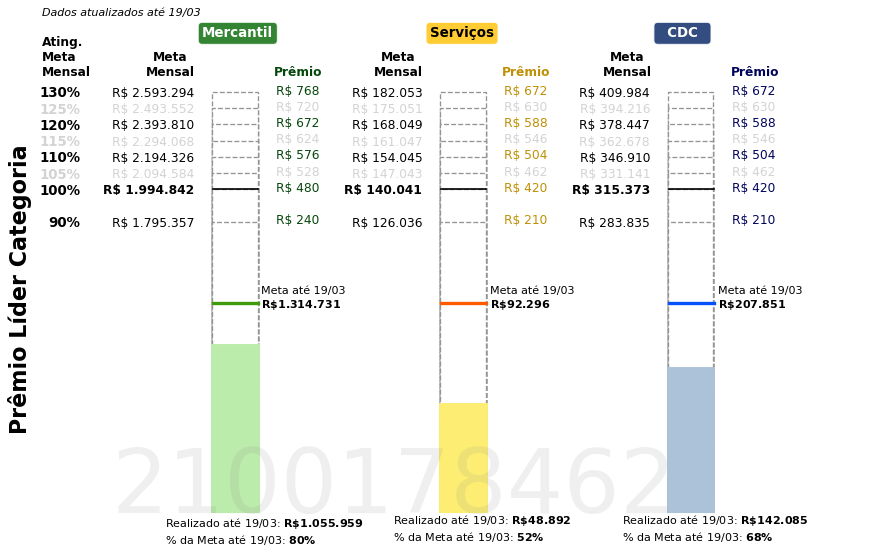 Dados atualizados até 19/03
Mercantil Serviços CDC
Ating.
Meta Meta Meta Meta
Mensal Mensal Prêmio Mensal Prêmio Mensal Prêmio
130% R$ 2.593.294 R$ 768 R$ 182.053 R$ 672 R$ 409.984 R$ 672
125% R$ 2.493.552 R$ 720 R$ 175.051 R$ 630 R$ 394.216 R$ 630
120% R$ 2.393.810 R$ 672 R$ 168.049 R$ 588 R$ 378.447 R$ 588
115% R$ 2.294.068 R$ 624 R$ 161.047 R$ 546 R$ 362.678 R$ 546
110% R$ 2.194.326 R$ 576 R$ 154.045 R$ 504 R$ 346.910 R$ 504
105% R$ 2.094.584 R$ 528 R$ 147.043 R$ 462 R$ 331.141 R$ 462
100% R$ 1.994.842 R$ 480 R$ 140.041 R$ 420 R$ 315.373 R$ 420
90% R$ 1.795.357 R$ 240 R$ 126.036 R$ 210 R$ 283.835 R$ 210
Prêmio Líder Categoria
Meta até 19/03 Meta até 19/03 Meta até 19/03
R$1.314.731 R$92.296 R$207.851
2100178462
Realizado até 19/03: R$1.055.959 Realizado até 19/03: R$48.892 Realizado até 19/03: R$142.085
% da Meta até 19/03: 80% % da Meta até 19/03: 52% % da Meta até 19/03: 68%